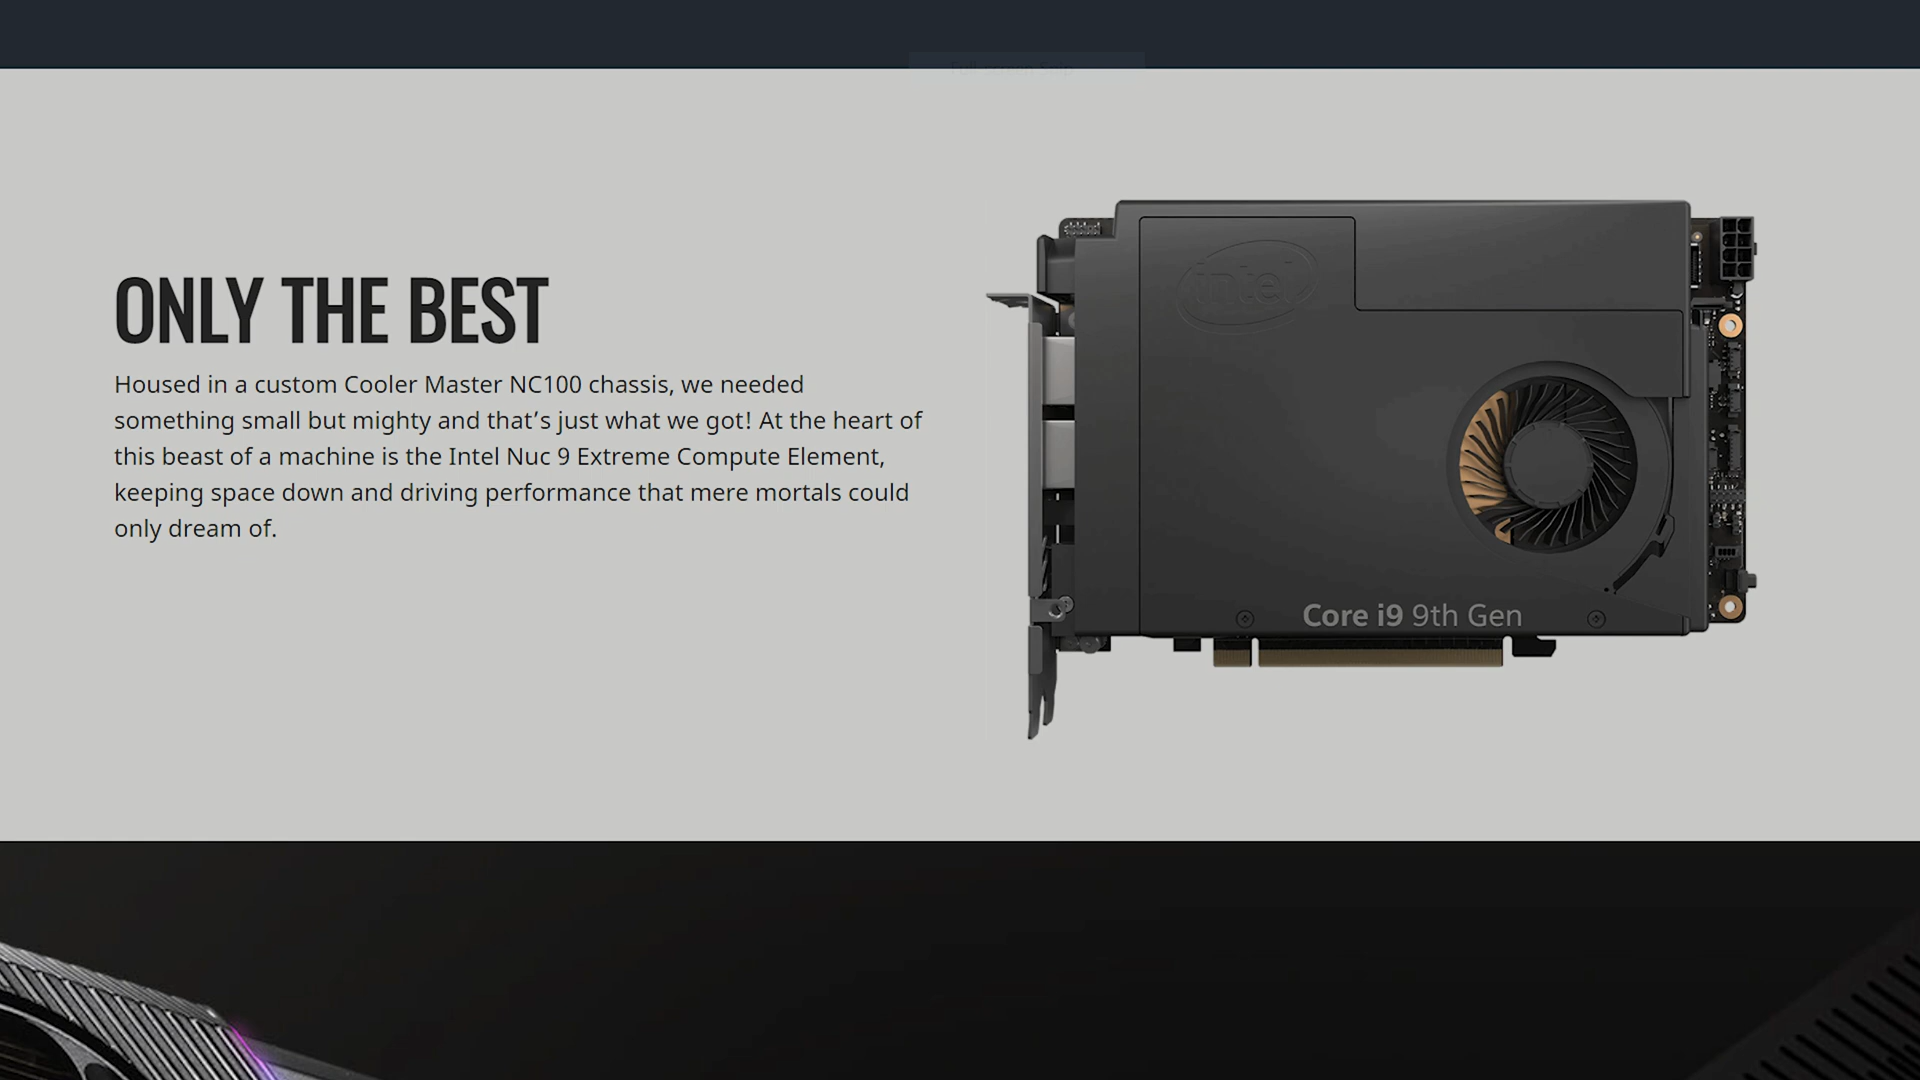 ONLY THE BEST
Housed in a custom Cooler Master NC100 chassis, we needed
something small but mighty and that’s just what we got! At the heart of
this beast of a machine is the Intel Nuc 9 Extreme Compute Element,
keeping space down and driving performance that mere mortals could
only dream of.
intel
Core i9 9th Gen